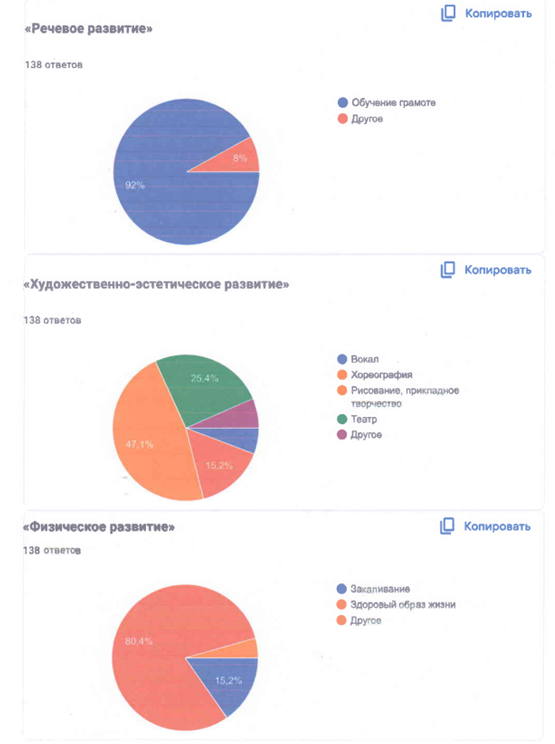 Копировать
«Речевое развитие»
138 ответов
Обучение грамоте
Другое
8%
92%
Копировать
«Художественно-эстетическое развитие»
138 ответов
Вокал
Хореография
Рисование, прикладное
творчество
Театр
Другое
25,4%
47,1%
15,2%
Копировать
«Физическое развитие»
138 ответов
Закаливание
Здоровый образ жизни
Другое
80,4%
15,2%